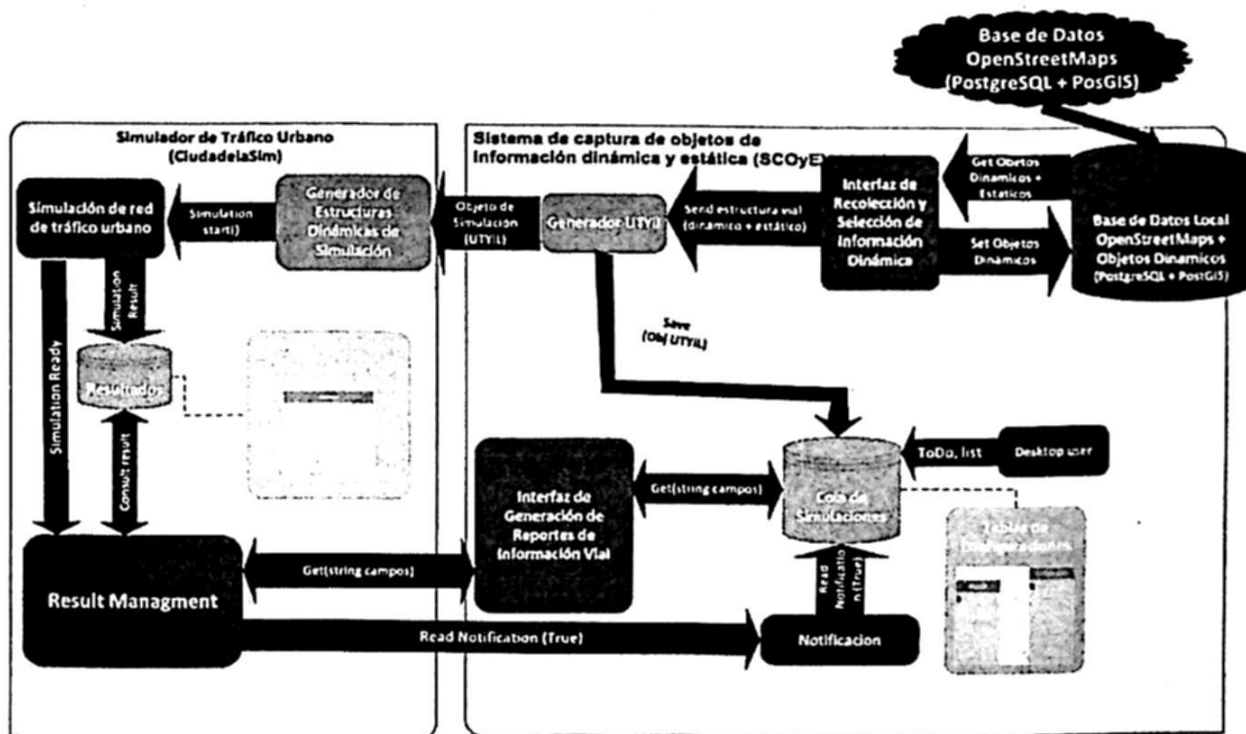 Base de Datos
OpenStreetMaps
(PostgreSQL + PosGIS)
Simulador de Tráfico Urbano
(CiudadelaSim)
Sistema de captura de objetos de
Información dinámica y estática (SCOyE)
Simulación de red
de tráfico urbano
Simulation
start()
Generador de
Estructuras
Dinámicas de
Simulación
Objeto de
Simulación
(UTYiL)
Generador UTYiL
Send estructura vial
(dinámico + estático)
Interfaz de
Recolección y
Selección de
Información
Dinámica
Get Objetos
Dinamicos +
Estaticos
Set Objetos
Dinámicos
Base de Datos Local
OpenStreetMaps +
Objetos Dinamicos
(PostgreSQL + PostGIS)
Simulation
Result
Simulation Ready
Resultados
Consult result
Save
(Obj UTYiL)
Interfaz de
Generación de
Reportes de
Información Vial
Get(string campos)
Cola de
Simulaciones
ToDo, list
Desktop user
Tablas de
Read
Notificatio
n (True)
Result Managment
Get(string campos)
Read Notification (True)
Notificacion